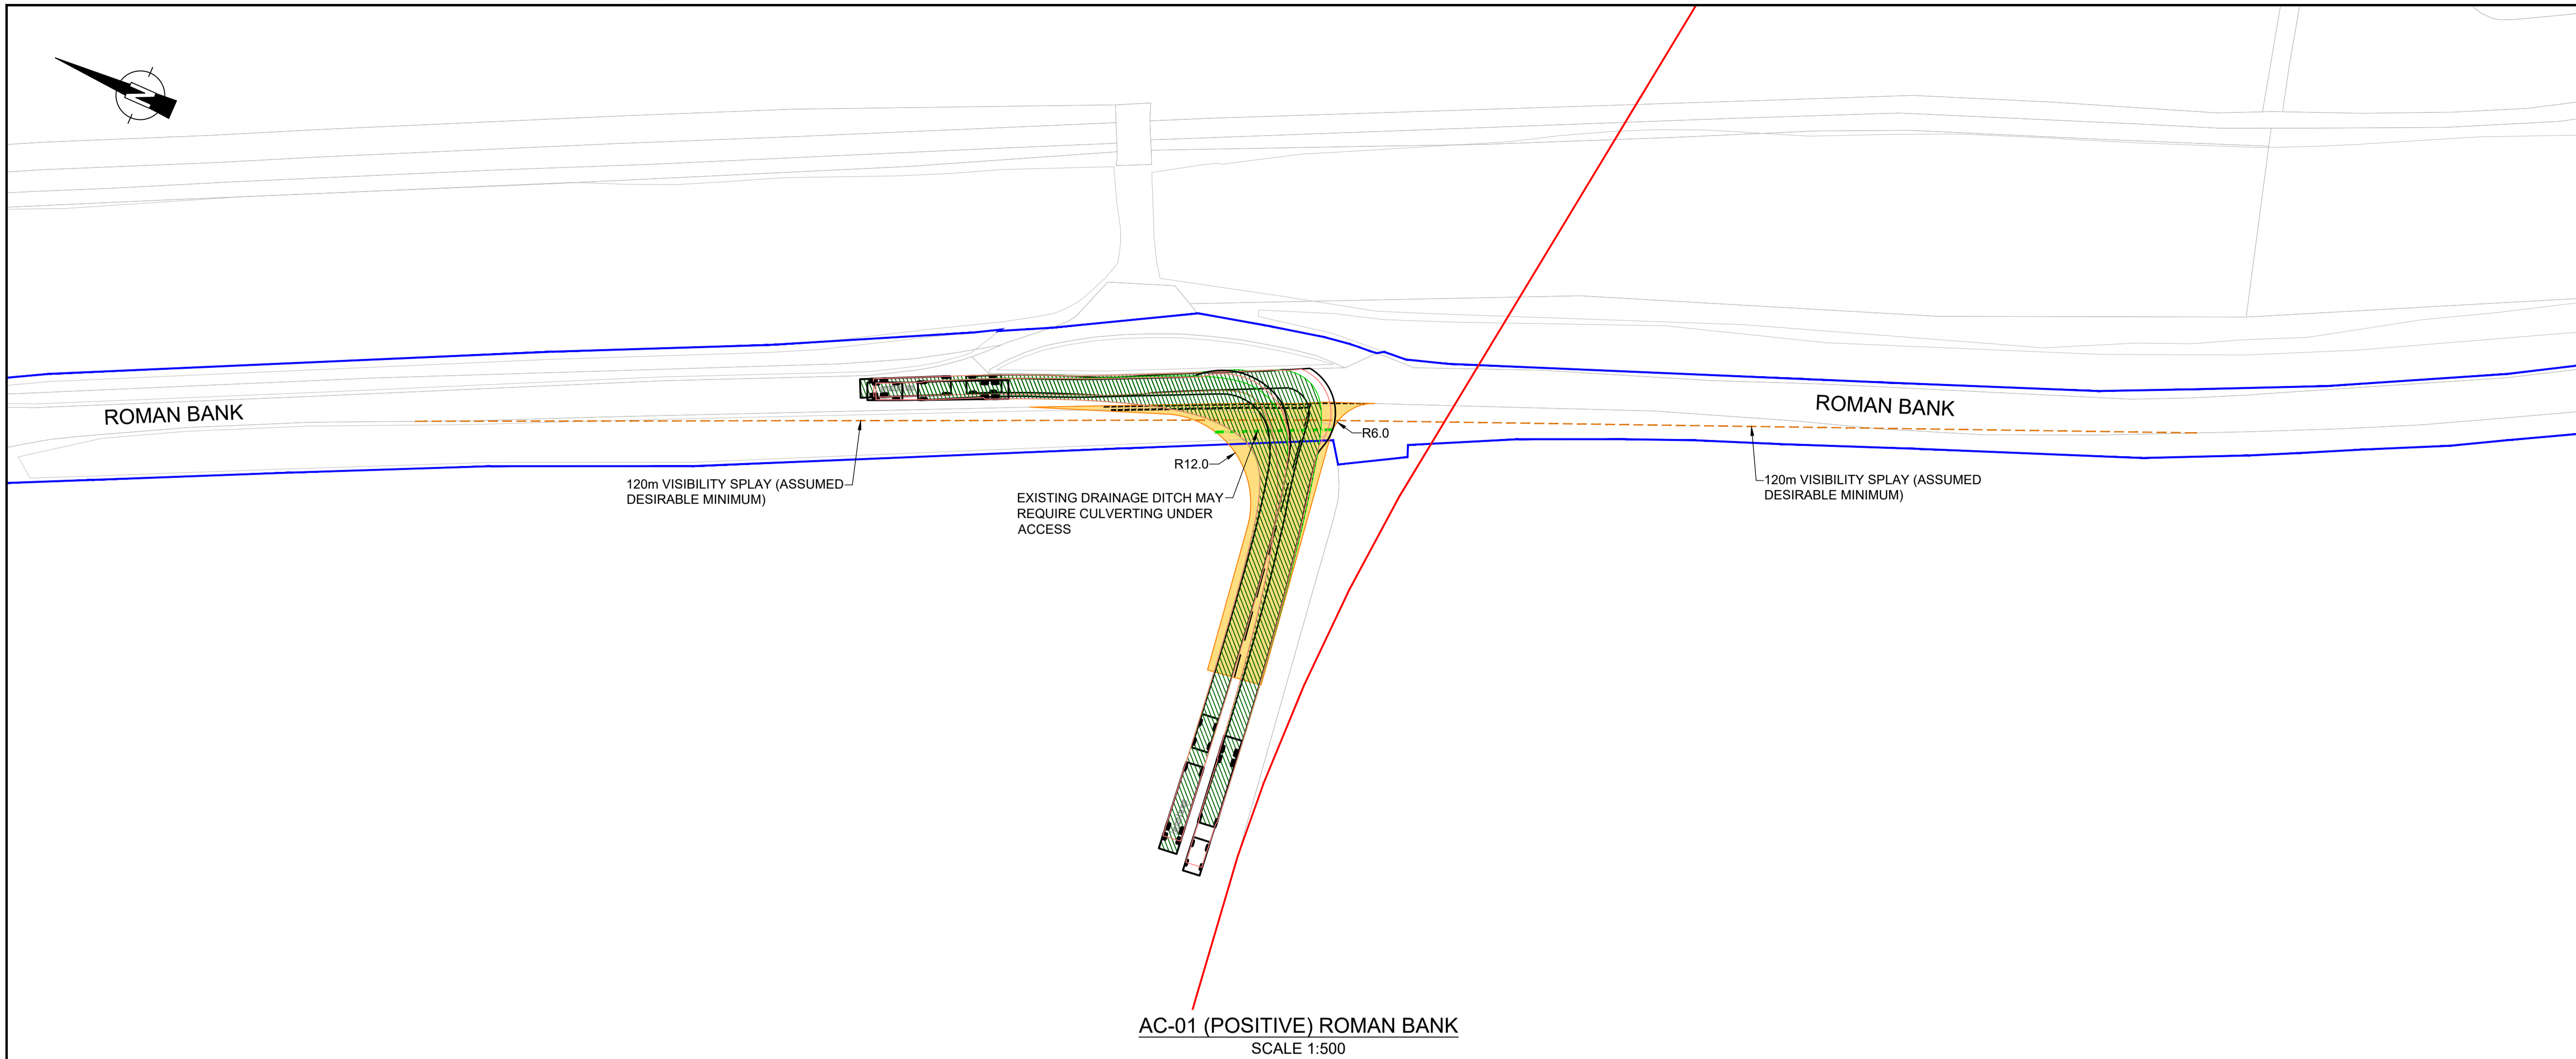 N
ROMAN BANK
ROMAN BANK
R6.0
R12.0
120m VISIBILITY SPLAY (ASSUMED
DESIRABLE MINIMUM)
EXISTING DRAINAGE DITCH MAY
REQUIRE CULVERTING UNDER
ACCESS
120m VISIBILITY SPLAY (ASSUMED
DESIRABLE MINIMUM)
AC-01 (POSITIVE) ROMAN BANK
SCALE 1:500